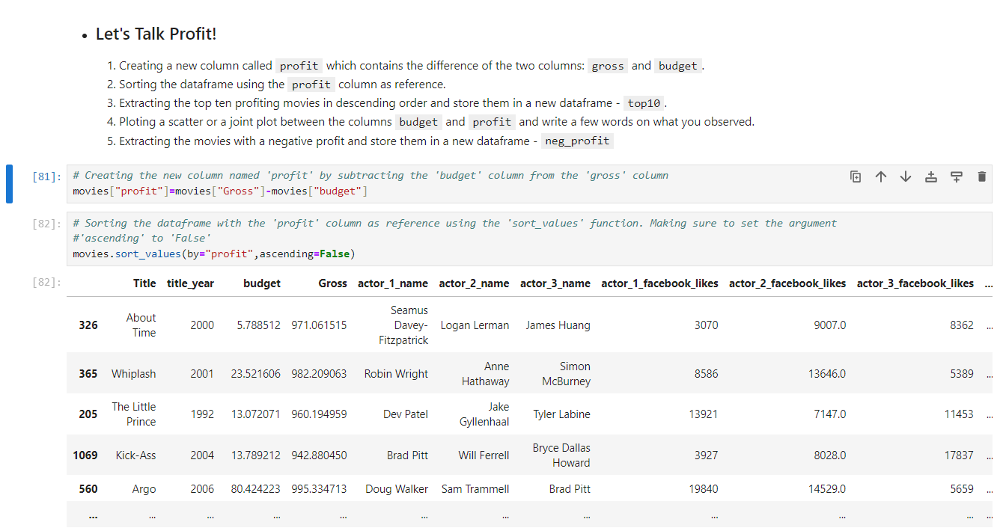 • Let's Talk Profit!
1. Creating a new column called profit which contains the difference of the two columns: gross and budget .
2. Sorting the dataframe using the profit column as reference.
3. Extracting the top ten profiting movies in descending order and store them in a new dataframe - top10 .
4. Ploting a scatter or a joint plot between the columns budget and profit and write a few words on what you observed.
5. Extracting the movies with a negative profit and store them in a new dataframe - neg_profit
[81]: # Creating the new column named 'profit' by subtracting the 'budget' column from the 'gross' column
movies["profit"]=movies["Gross"]-movies["budget"]
[82]: # Sorting the dataframe with the 'profit' column as reference using the 'sort_values' function. Making sure to set the argument
#'ascending' to 'False'
movies.sort_values(by="profit",ascending=False)
[82]: Title title_year budget Gross actor_1_name actor_2_name actor_3_name actor_1_facebook_likes actor_2_facebook_likes actor_3_facebook_likes ...
326 About Time 2000 5.788512 971.061515 Seamus Davey-Fitzpatrick Logan Lerman James Huang 3070 9007.0 8362 ...
365 Whiplash 2001 23.521606 982.209063 Robin Wright Anne Hathaway Simon McBurney 8586 13646.0 5389 ...
205 The Little Prince 1992 13.072071 960.194959 Dev Patel Jake Gyllenhaal Tyler Labine 13921 7147.0 11453 ...
1069 Kick-Ass 2004 13.789212 942.880450 Brad Pitt Will Ferrell Bryce Dallas Howard 3927 8028.0 17837 ...
560 Argo 2006 80.424223 995.334713 Doug Walker Sam Trammell Brad Pitt 19840 14529.0 5659 ...
... ... ... ... ... ... ... ... ... ... ... ...